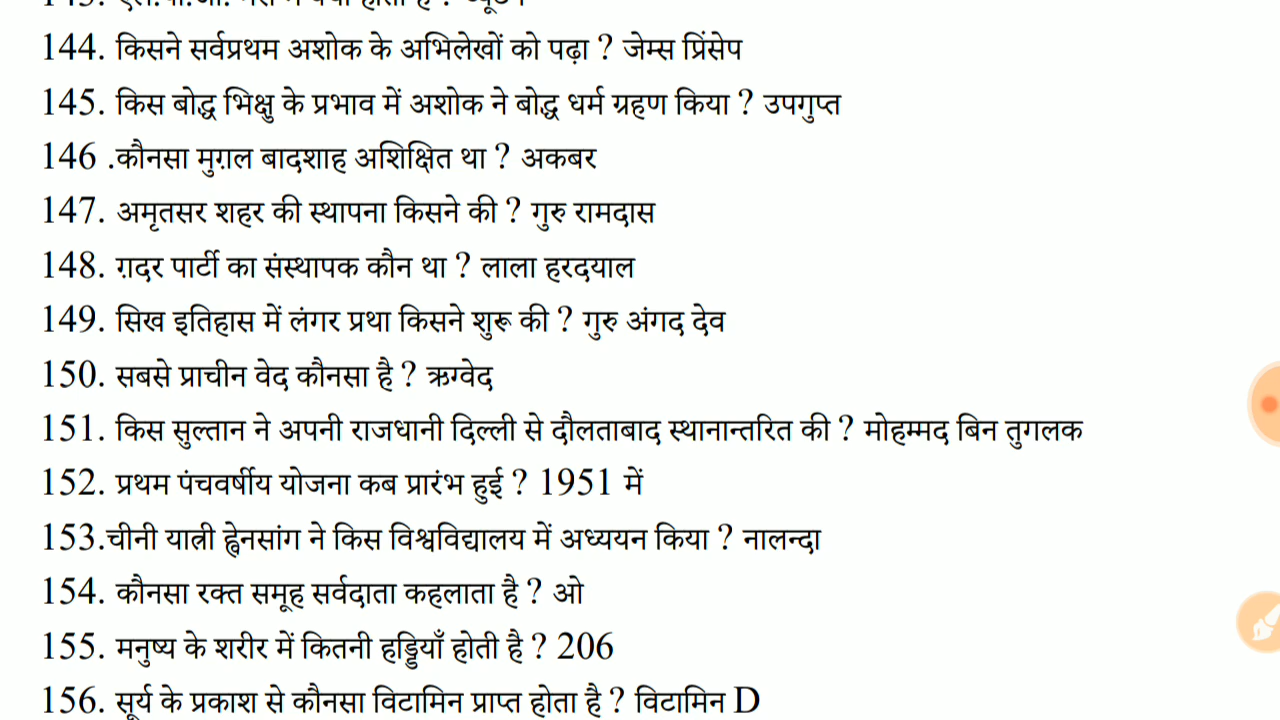 144. किसने सर्वप्रथम अशोक के अभिलेखों को पढ़ा ? जेम्स प्रिंसेप
145. किस बोद्ध भिक्षु के प्रभाव में अशोक ने बोद्ध धर्म ग्रहण किया ? उपगुप्त
146 .कौनसा मुग़ल बादशाह अशिक्षित था ? अकबर
147. अमृतसर शहर की स्थापना किसने की ? गुरु रामदास
148. ग़दर पार्टी का संस्थापक कौन था ? लाला हरदयाल
149. सिख इतिहास में लंगर प्रथा किसने शुरू की ? गुरु अंगद देव
150. सबसे प्राचीन वेद कौनसा है ? ऋग्वेद
151. किस सुल्तान ने अपनी राजधानी दिल्ली से दौलताबाद स्थानान्तरित की ? मोहम्मद बिन तुगलक
152. प्रथम पंचवर्षीय योजना कब प्रारंभ हुई ? 1951 में
153.चीनी यात्री ह्वेनसांग ने किस विश्वविद्यालय में अध्ययन किया ? नालन्दा
154. कौनसा रक्त समूह सर्वदाता कहलाता है ? ओ
155. मनुष्य के शरीर में कितनी हड्डियाँ होती है ? 206
156. सूर्य के प्रकाश से कौनसा विटामिन प्राप्त होता है ? विटामिन D